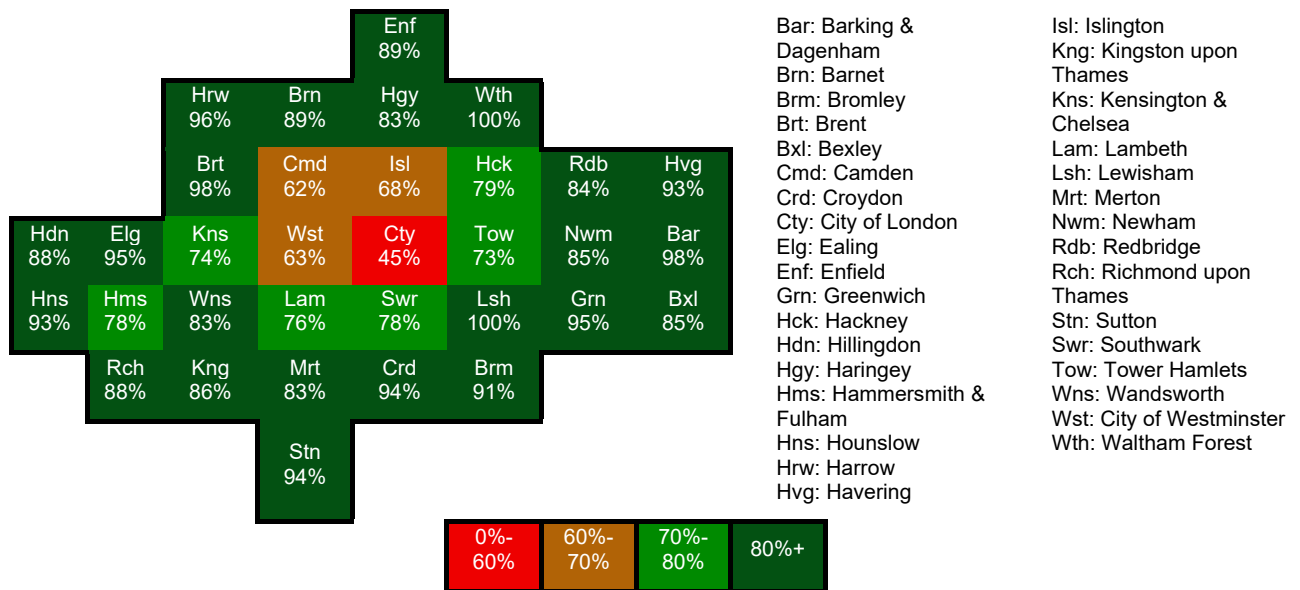 Enf
89%
Hrw Brn Hgy Wth
96% 89% 83% 100%
Brt Cmd Isl Hck Rdb Hvg
98% 62% 68% 79% 84% 93%
Hdn Elg Kns Wst Cty Tow Nwm Bar
88% 95% 74% 63% 45% 73% 85% 98%
Hns Hms Wns Lam Swr Lsh Grn Bxl
93% 78% 83% 76% 78% 100% 95% 85%
Rch Kng Mrt Crd Brm
88% 86% 83% 94% 91%
Stn
94%
0%- 60%- 70%- 80%+
60% 70% 80%
Bar: Barking &
Dagenham
Brn: Barnet
Brm: Bromley
Brt: Brent
Bxl: Bexley
Cmd: Camden
Crd: Croydon
Cty: City of London
Elg: Ealing
Enf: Enfield
Grn: Greenwich
Hck: Hackney
Hdn: Hillingdon
Hgy: Haringey
Hms: Hammersmith &
Fulham
Hns: Hounslow
Hrw: Harrow
Hvg: Havering
Isl: Islington
Kng: Kingston upon
Thames
Kns: Kensington &
Chelsea
Lam: Lambeth
Lsh: Lewisham
Mrt: Merton
Nwm: Newham
Rdb: Redbridge
Rch: Richmond upon
Thames
Stn: Sutton
Swr: Southwark
Tow: Tower Hamlets
Wns: Wandsworth
Wst: City of Westminster
Wth: Waltham Forest